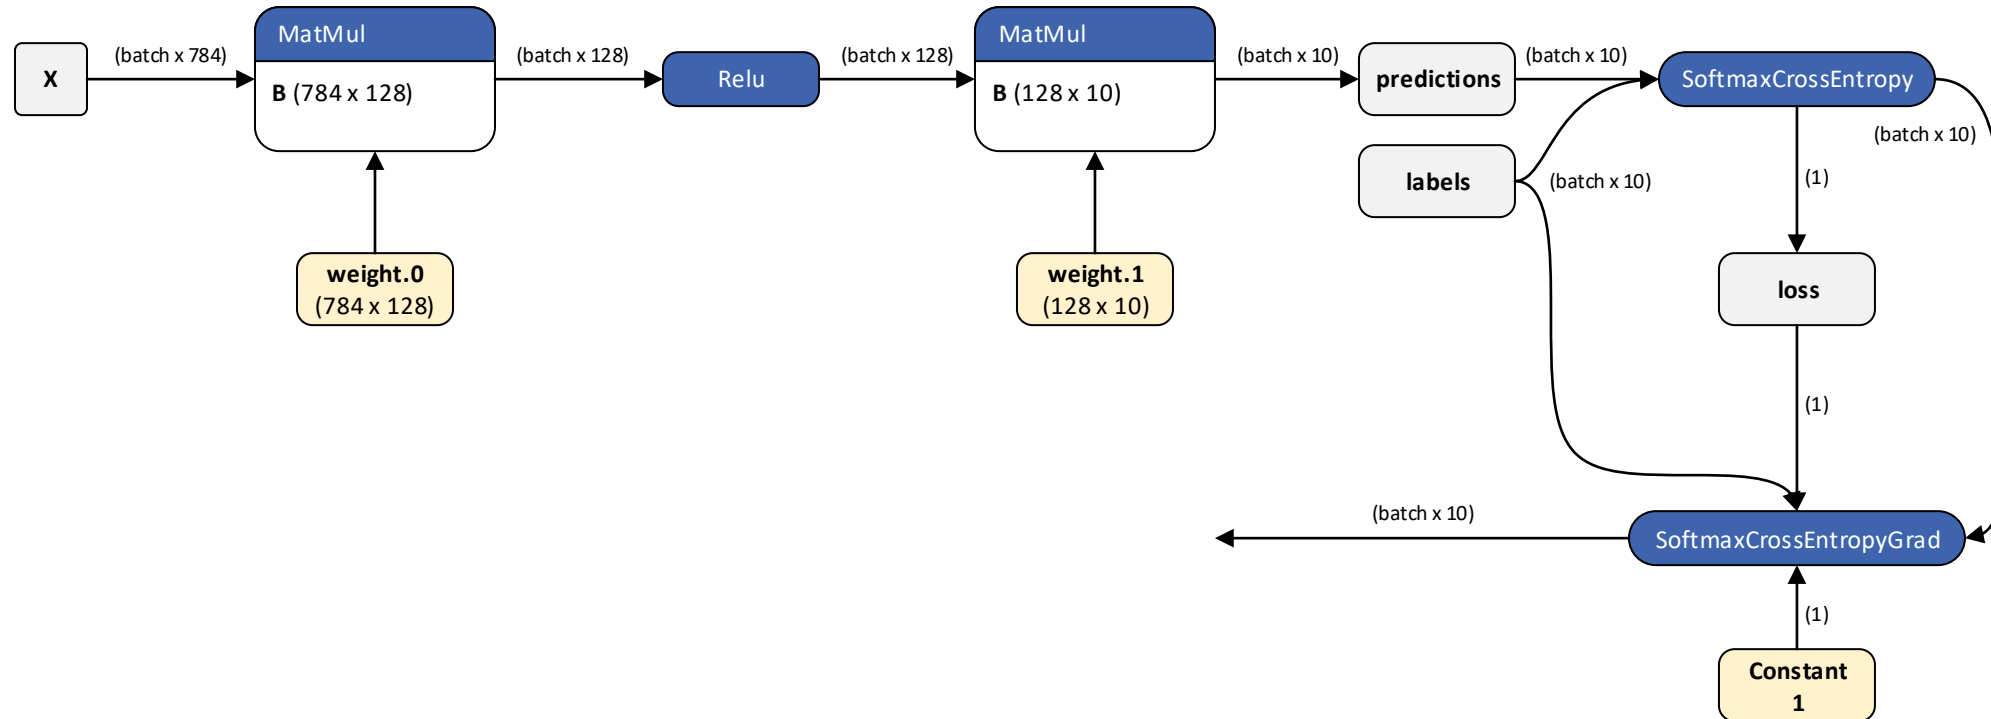 X
(batch x 784)
MatMul
B (784 x 128)
(batch x 128)
Relu
(batch x 128)
MatMul
B (128 x 10)
(batch x 10)
predictions
(batch x 10)
SoftmaxCrossEntropy
(batch x 10)
labels
(batch x 10)
(1)
weight.0
(784 x 128)
weight.1
(128 x 10)
loss
(1)
(batch x 10)
SoftmaxCrossEntropyGrad
(1)
Constant
1